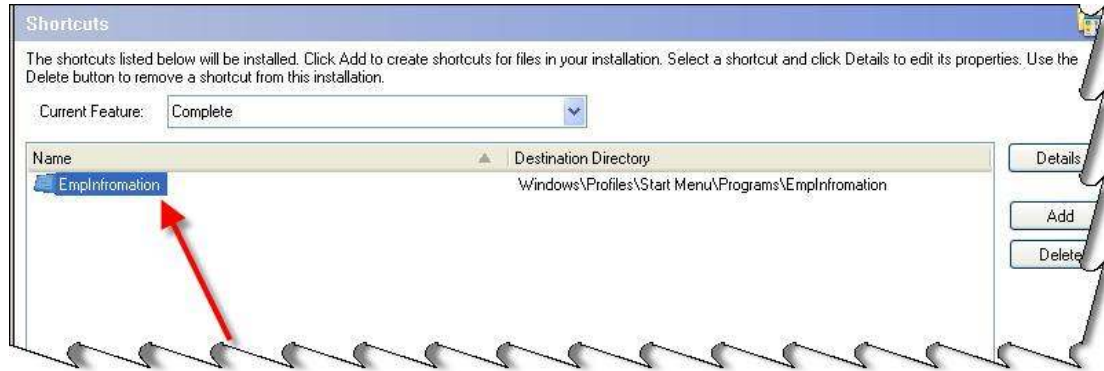 Shortcuts
The shortcuts listed below will be installed. Click Add to create shortcuts for files in your installation. Select a shortcut and click Details to edit its properties. Use the
Delete button to remove a shortcut from this installation.
Current Feature: Complete
Name Destination Directory
EmpInfromation \Windows\Profiles\Start Menu\Programs\EmpInfromation
Details
Add
Delete